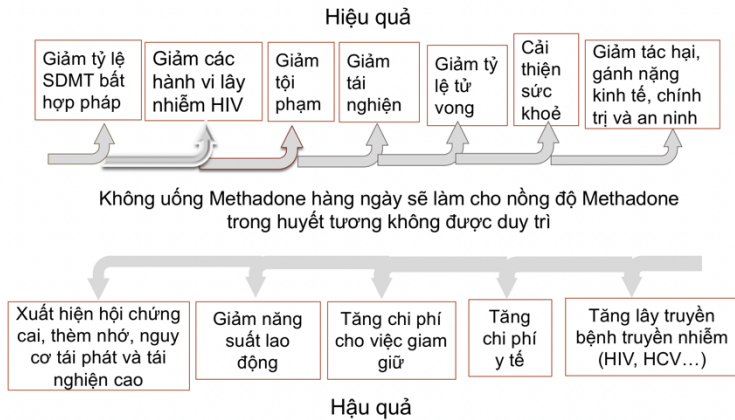 Hiệu quả
Giảm tỷ lệ
SDMT bất
hợp pháp
Giảm các
hành vi lây
nhiễm HIV
Giảm
tội
phạm
Giảm
tái
nghiện
Giảm tỷ
lệ tử
vong
Cải
thiện
sức
khoẻ
Giảm tác hại,
gánh nặng
kinh tế, chính
trị và an ninh
Không uống Methadone hàng ngày sẽ làm cho nồng độ Methadone
trong huyết tương không được duy trì
Xuất hiện hội chứng
cai, thèm nhớ, nguy
cơ tái phát và tái
nghiện cao
Giảm năng
suất lao
động
Tăng chi phí
cho việc giam
giữ
Tăng
chi phí
y tế
Tăng lây truyền
bệnh truyền nhiễm
(HIV, HCV…)
Hậu quả